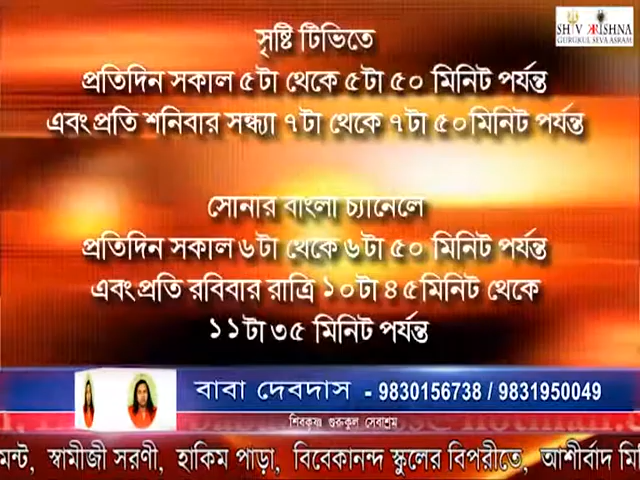 SHIV KRISHNA
GURUKUL SEVA ASRAM
সৃষ্টি টিভিতে
প্রতিদিন সকাল ৫টা থেকে ৫টা ৫০ মিনিট পর্যন্ত
এবং প্রতি শনিবার সন্ধ্যা ৭টা থেকে ৭টা ৫০মিনিট পর্যন্ত
সোনার বাংলা চ্যানেলে
প্রতিদিন সকাল ৬টা থেকে ৬টা ৫০ মিনিট পর্যন্ত
এবং প্রতি রবিবার রাত্রি ১০টা ৪৫মিনিট থেকে
১১টা ৩৫ মিনিট পর্যন্ত
বাবা দেবদাস - 9830156738 / 9831950049
শিবকৃষ্ণ গুরুকুল সেবাশ্রম
মেন্ট, স্বামীজী সরণী, হাকিম পাড়া, বিবেকানন্দ স্কুলের বিপরীতে, আশীর্বাদ মি